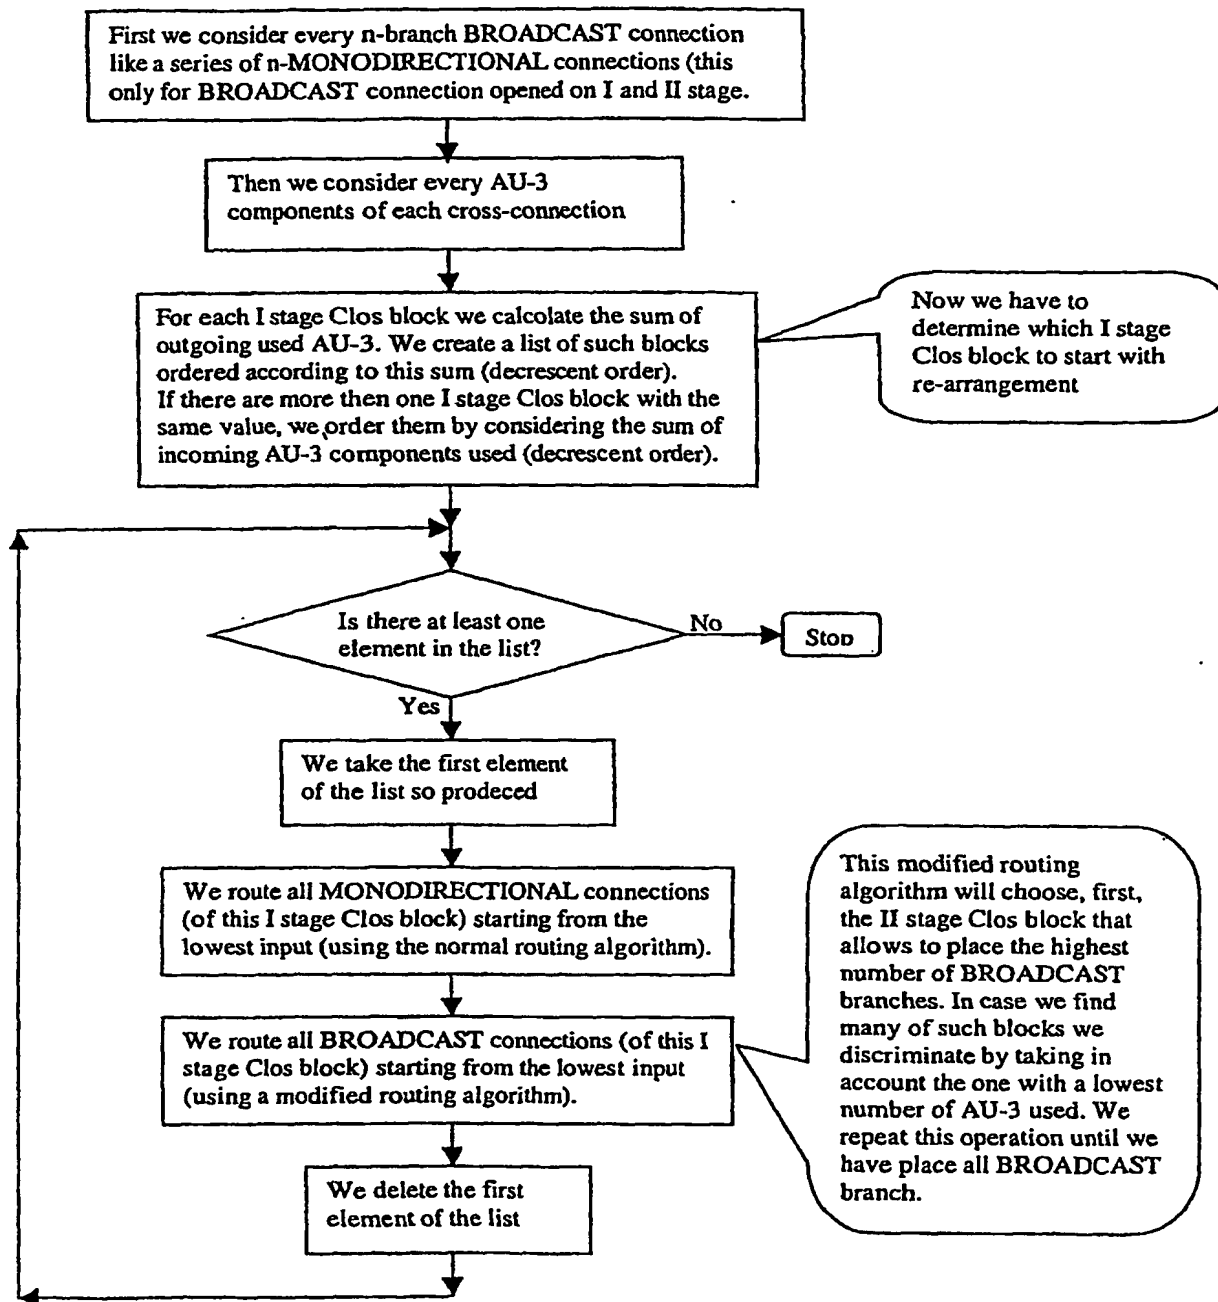 First we consider every n-branch BROADCAST connection
like a series of n-MONODIRECTIONAL connections (this
only for BROADCAST connection opened on I and II stage.
Then we consider every AU-3
components of each cross-connection
For each I stage Clos block we calcolate the sum of
outgoing used AU-3. We create a list of such blocks
ordered according to this sum (decrescent order).
If there are more then one I stage Clos block with the
same value, we order them by considering the sum of
incoming AU-3 components used (decrescent order).
Now we have to
determine which I stage
Clos block to start with
re-arrangement
Is there at least one
element in the list?
No
Stop
Yes
We take the first element
of the list so prodeced
We route all MONODIRECTIONAL connections
(of this I stage Clos block) starting from the
lowest input (using the normal routing algorithm).
We route all BROADCAST connections (of this I
stage Clos block) starting from the lowest input
(using a modified routing algorithm).
This modified routing
algorithm will choose, first,
the II stage Clos block that
allows to place the highest
number of BROADCAST
branches. In case we find
many of such blocks we
discriminate by taking in
account the one with a lowest
number of AU-3 used. We
repeat this operation until we
have place all BROADCAST
branch.
We delete the first
element of the list